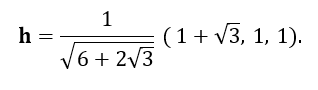 h = 1 / √(6 + 2√3) ( 1 + √3, 1, 1).